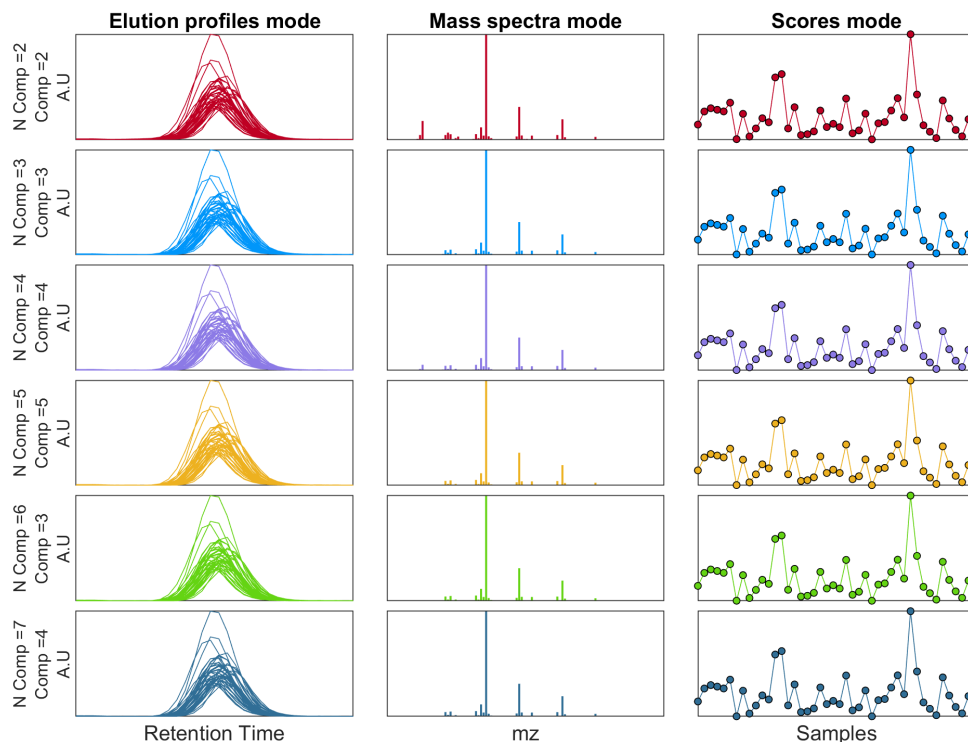 Elution profiles mode
Mass spectra mode
Scores mode
N Comp =2
Comp =2
A.U
N Comp =3
Comp =3
A.U
N Comp =4
Comp =4
A.U
N Comp =5
Comp =5
A.U
N Comp =6
Comp =3
A.U
N Comp =7
Comp =4
A.U
Retention Time
mz
Samples